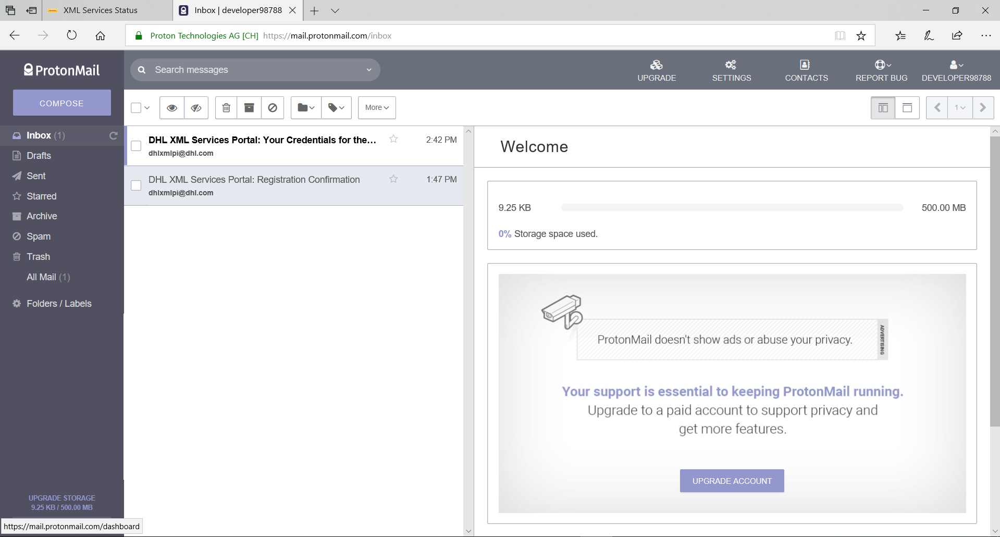 XML Services Status
Inbox | developer98788
Proton Technologies AG [CH] https://mail.protonmail.com/inbox
ProtonMail
Search messages
UPGRADE
SETTINGS
CONTACTS
REPORT BUG
DEVELOPER98788
COMPOSE
More
1
Inbox (1)
Drafts
Sent
Starred
Archive
Spam
Trash
All Mail (1)
Folders / Labels
UPGRADE STORAGE
9.25 KB / 500.00 MB
https://mail.protonmail.com/dashboard
DHL XML Services Portal: Your Credentials for the... 2:42 PM
dhlxmlpi@dhl.com
DHL XML Services Portal: Registration Confirmation 1:47 PM
dhlxmlpi@dhl.com
Welcome
9.25 KB 500.00 MB
0% Storage space used.
ProtonMail doesn't show ads or abuse your privacy.
ADVERTISING
Your support is essential to keeping ProtonMail running.
Upgrade to a paid account to support privacy and
get more features.
UPGRADE ACCOUNT